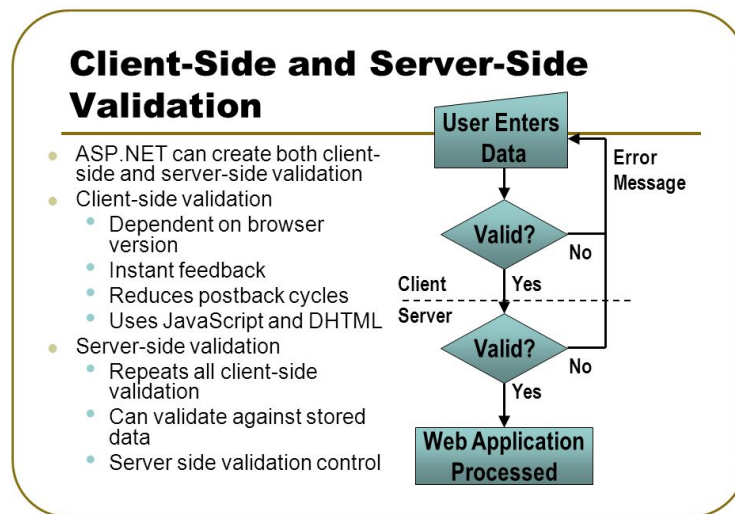 Client-Side and Server-Side
Validation
ASP.NET can create both client-
side and server-side validation
Client-side validation
Dependent on browser
version
Instant feedback
Reduces postback cycles
Uses JavaScript and DHTML
Server-side validation
Repeats all client-side
validation
Can validate against stored
data
Server side validation control
User Enters
Data
Error
Message
Valid?
No
Yes
Client
Server
Valid?
No
Yes
Web Application
Processed